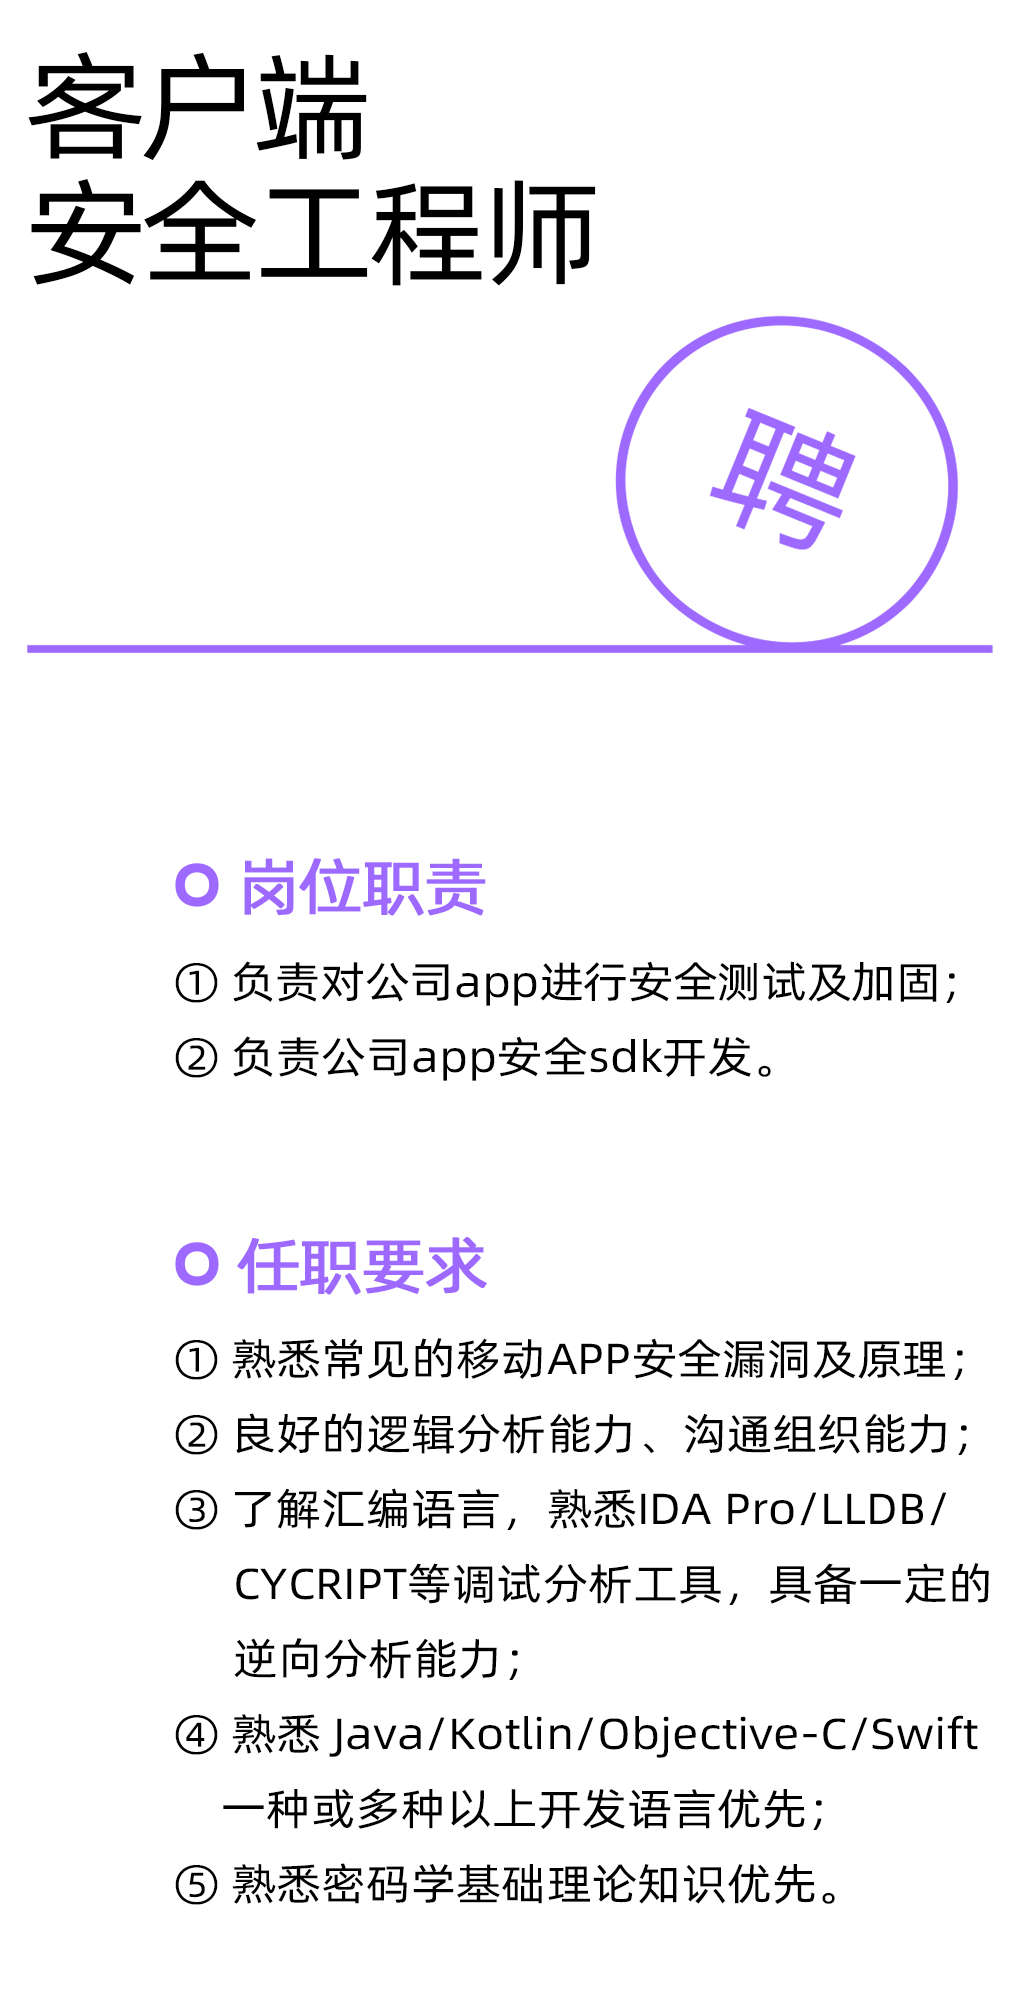 客户端
安全工程师
聘
岗位职责
① 负责对公司app进行安全测试及加固；
② 负责公司app安全sdk开发。
任职要求
① 熟悉常见的移动APP安全漏洞及原理；
② 良好的逻辑分析能力、沟通组织能力；
③ 了解汇编语言，熟悉IDA Pro/LLDB/
CYCRIPT等调试分析工具，具备一定的
逆向分析能力；
④ 熟悉 Java/Kotlin/Objective-C/Swift
一种或多种以上开发语言优先；
⑤ 熟悉密码学基础理论知识优先。